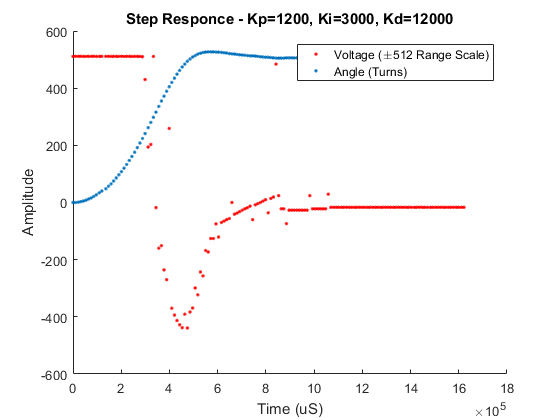 Step Responce - Kp=1200, Ki=3000, Kd=12000
600
400
200
0
-200
-400
-600
Amplitude
Voltage (±512 Range Scale)
Angle (Turns)
0 2 4 6 8 10 12 14 16 18
Time (uS)
×10^5